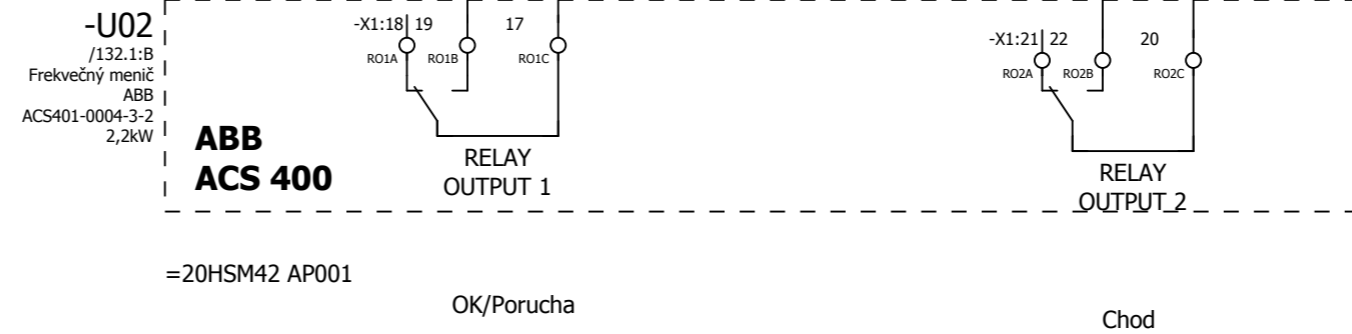 -U02
/132.1:B
Frekvečný menič
ABB
ACS401-0004-3-2
2,2kW
ABB
ACS 400
-X1:18 19 17
RO1A RO1B RO1C
RELAY
OUTPUT 1
-X1:21 22 20
RO2A RO2B RO2C
RELAY
OUTPUT 2
=20HSM42 AP001
OK/Porucha
Chod